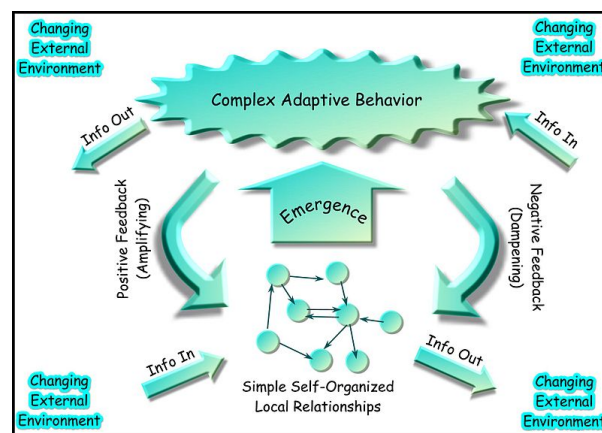 Changing
External
Environment
Changing
External
Environment
Complex Adaptive Behavior
Info Out
Info In
Positive Feedback
(Amplifying)
Emergence
Negative Feedback
(Dampening)
Info In
Info Out
Simple Self-Organized
Local Relationships
Changing
External
Environment
Changing
External
Environment